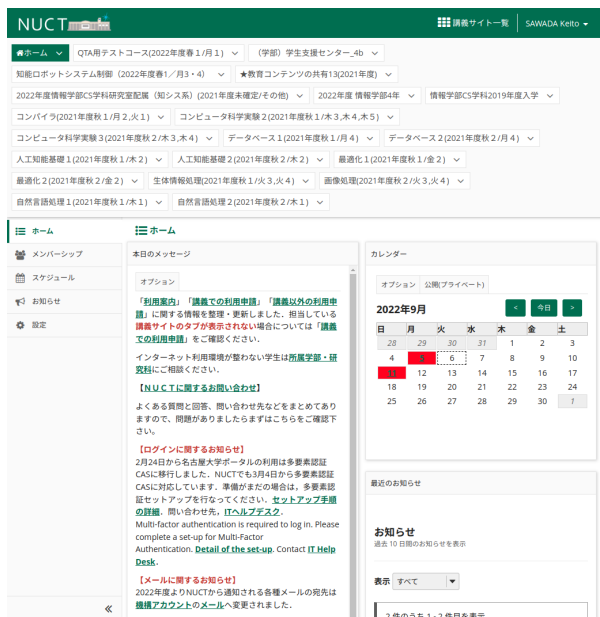 NUCT
講義サイト一覧
SAWADA Keito
ホーム
QTA用テストコース(2022年度春１/月１)
(学部) 学生支援センター_4b
知能ロボットシステム制御（2022年度春1／月3・4）
★教育コンテンツの共有13(2021年度)
2022年度情報学部CS学科研究室配属（知シス系）(2021年度未確定/その他)
2022年度 情報学部4年
情報学部CS学科2019年度入学
コンパイラ(2021年度秋１/月２,火１)
コンピュータ科学実験２(2021年度秋１/木３,木４,木５)
コンピュータ科学実験３(2021年度秋２/木３,木４)
データベース１(2021年度秋１/月４)
データベース２(2021年度秋２/月４)
人工知能基礎１(2021年度秋１/木２)
人工知能基礎２(2021年度秋２/木２)
最適化１(2021年度秋１/金２)
最適化２(2021年度秋２/金２)
生体情報処理(2021年度秋１/火３,火４)
画像処理(2021年度秋２/火３,火４)
自然言語処理１(2021年度秋１/木１)
自然言語処理２(2021年度秋２/木１)
ホーム
メンバーシップ
スケジュール
お知らせ
設定
ホーム
本日のメッセージ
オプション
「利用案内」「講義での利用申請」「講義以外の利用申
請」に関する情報を整理・更新しました．担当している
講義サイトのタブが表示されない場合については「講義
での利用申請」をご確認ください．
インターネット利用環境が整わない学生は所属学部・研
究科にご相談ください．
【ＮＵＣＴに関するお問い合わせ】
よくある質問と回答、問い合わせ先などをまとめてあり
ますので、問題がありましたらまずはこちらをご確認下
さい。
【ログインに関するお知らせ】
2月24日から名古屋大学ポータルの利用は多要素認証
CASに移行しました．NUCTでも3月4日から多要素認証
CASに対応しています．準備がまだの場合は，多要素認
証セットアップを行なってください．セットアップ手順
の詳細．問い合わせ先，ITヘルプデスク．
Multi-factor authentication is required to log in. Please
complete a set-up for Multi-Factor
Authentication. Detail of the set-up. Contact IT Help
Desk.
【メールに関するお知らせ】
2022年度よりNUCTから通知される各種メールの宛先は
機構アカウントのメールへ変更されました．
カレンダー
オプション 公開(プライベート)
2022年9月
< 今日 >
日 月 火 水 木 金 土
28 29 30 31 1 2 3
4 5 6 7 8 9 10
11 12 13 14 15 16 17
18 19 20 21 22 23 24
25 26 27 28 29 30 1
最近のお知らせ
お知らせ
過去 10 日間のお知らせを表示
表示 すべて
2 件のうち 1 - 2 件目を表示